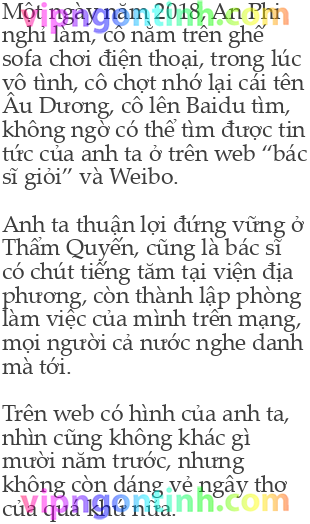 Một ngày năm 2018, An Phi
nghỉ làm, cô nằm trên ghế
sofa chơi điện thoại, trong lúc
vô tình, cô chợt nhớ lại cái tên
Âu Dương, cô lên Baidu tìm,
không ngờ có thể tìm được tin
tức của anh ta ở trên web “bác
sĩ giỏi” và Weibo.
Anh ta thuận lợi đứng vững ở
Thẩm Quyến, cũng là bác sĩ
có chút tiếng tăm tại viện địa
phương, còn thành lập phòng
làm việc của mình trên mạng,
mọi người cả nước nghe danh
mà tới.
Trên web có hình của anh ta,
nhìn cũng không khác gì
mười năm trước, nhưng
không còn dáng vẻ ngây thơ
của quá khứ nữa.
vipngontinh.com
vipngontinh.com